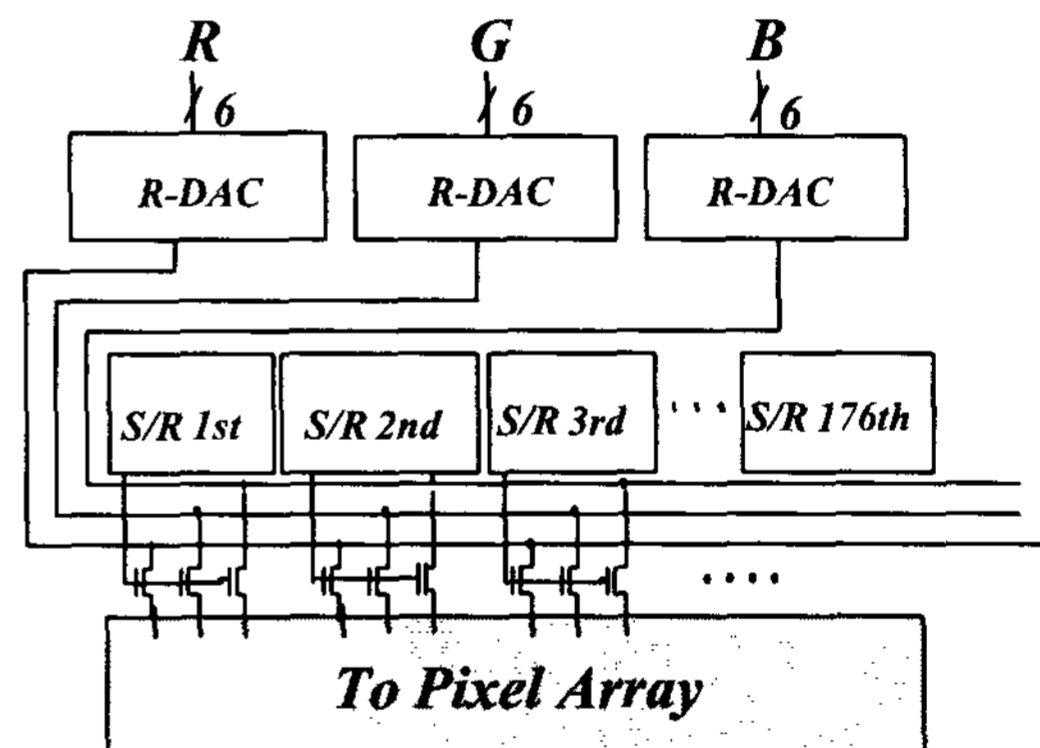 R G B
6 6 6
R-DAC R-DAC R-DAC
S/R 1st S/R 2nd S/R 3rd . . . S/R 176th
. . . .
To Pixel Array